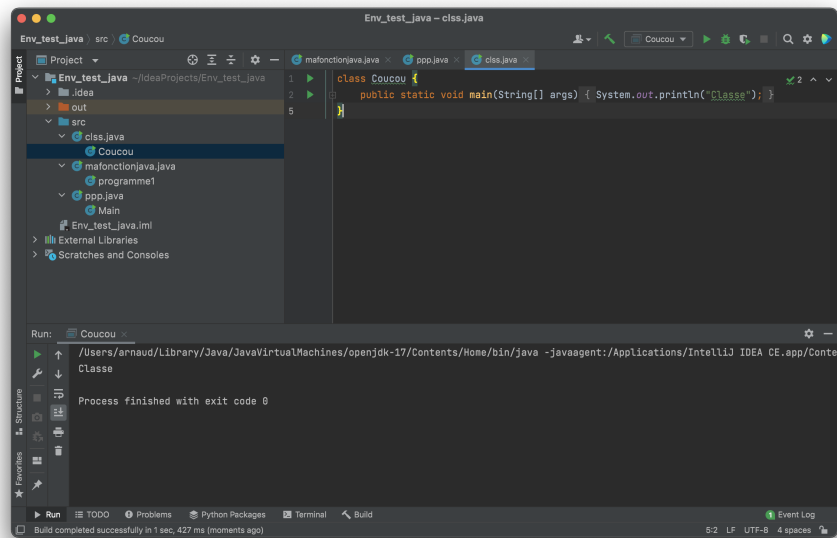 Env_test_java – clss.java
Env_test_java src Coucou
Coucou
Project
Project
mafonctionjava.java
ppp.java
clss.java
Env_test_java ~/IdeaProjects/Env_test_java
.idea
out
src
clss.java
Coucou
mafonctionjava.java
programme1
ppp.java
Main
Env_test_java.iml
External Libraries
Scratches and Consoles
1 class Coucou {
2 public static void main(String[] args) { System.out.println("Classe"); }
5 }
2
Run: Coucou
/Users/arnaud/Library/Java/JavaVirtualMachines/openjdk-17/Contents/Home/bin/java -javaagent:/Applications/IntelliJ IDEA CE.app/Conte
Classe
Process finished with exit code 0
Structure
Favorites
Run TODO Problems Python Packages Terminal Build
1 Event Log
Build completed successfully in 1 sec, 427 ms (moments ago)
5:2 LF UTF-8 4 spaces